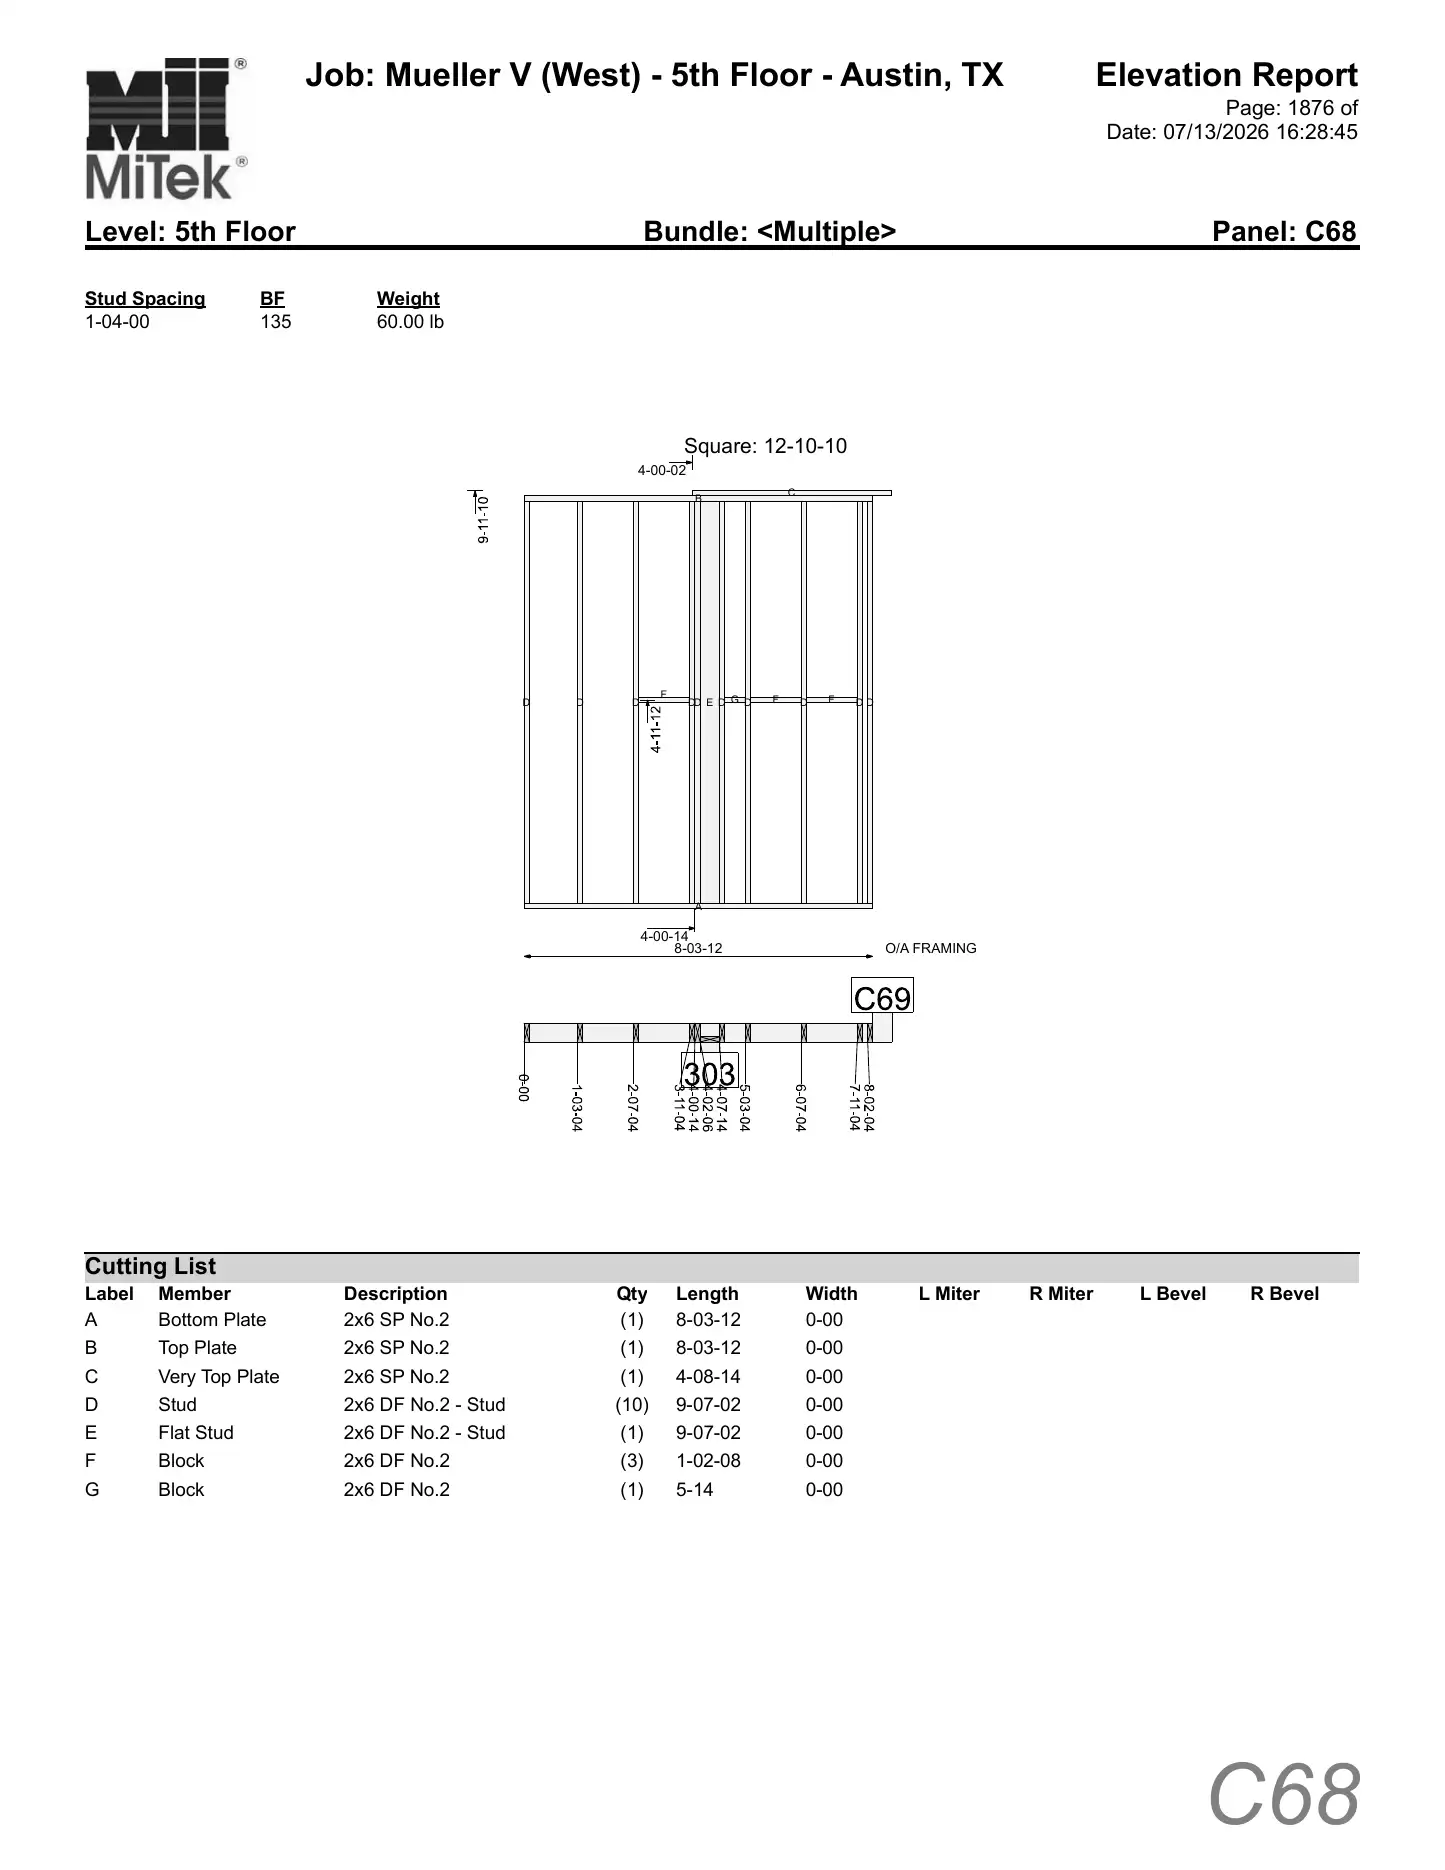 MiTek®
Job: Mueller V (West) - 5th Floor - Austin, TX
Elevation Report
Page: 1876 of
Date: 07/13/2026 16:28:45
Level: 5th Floor Bundle: <Multiple> Panel: C68
Stud Spacing BF Weight
1-04-00 135 60.00 lb
Square: 12-10-10
4-00-02
C
B
9-11-10
F
D D D D D E D G D F D F D D
4-11-12
A
4-00-14
8-03-12 O/A FRAMING
C69
303
0-00 1-03-04 2-07-04 3-11-04 4-00-14 4-02-06 4-07-14 5-03-04 6-07-04 7-11-04 8-02-04
Cutting List
Label Member Description Qty Length Width L Miter R Miter L Bevel R Bevel
A Bottom Plate 2x6 SP No.2 (1) 8-03-12 0-00
B Top Plate 2x6 SP No.2 (1) 8-03-12 0-00
C Very Top Plate 2x6 SP No.2 (1) 4-08-14 0-00
D Stud 2x6 DF No.2 - Stud (10) 9-07-02 0-00
E Flat Stud 2x6 DF No.2 - Stud (1) 9-07-02 0-00
F Block 2x6 DF No.2 (3) 1-02-08 0-00
G Block 2x6 DF No.2 (1) 5-14 0-00
C68